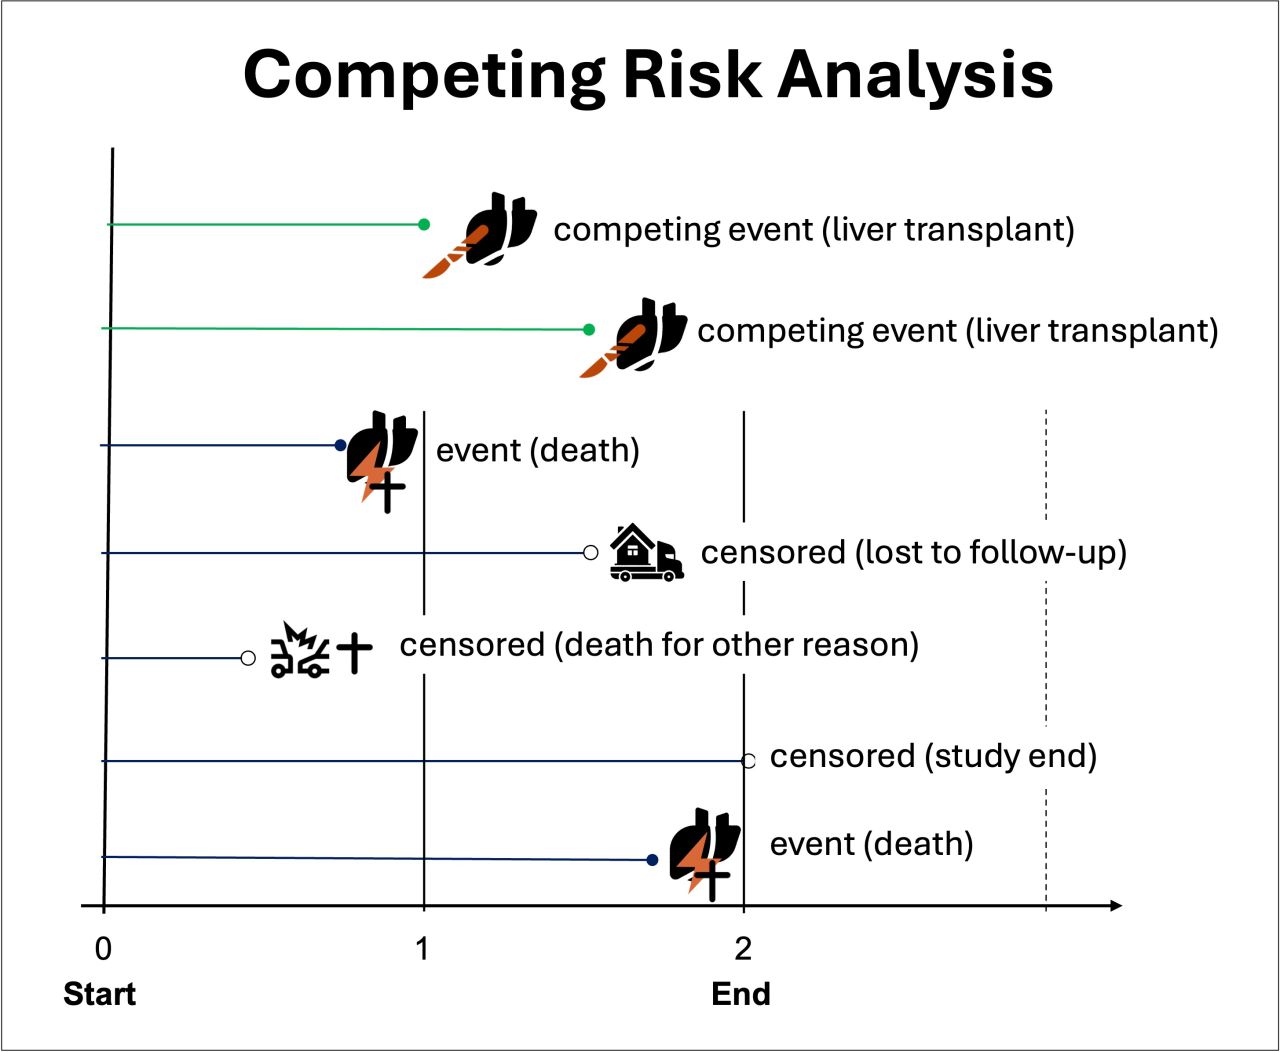 Competing Risk Analysis
competing event (liver transplant)
competing event (liver transplant)
event (death)
censored (lost to follow-up)
censored (death for other reason)
censored (study end)
event (death)
0
1
2
Start
End